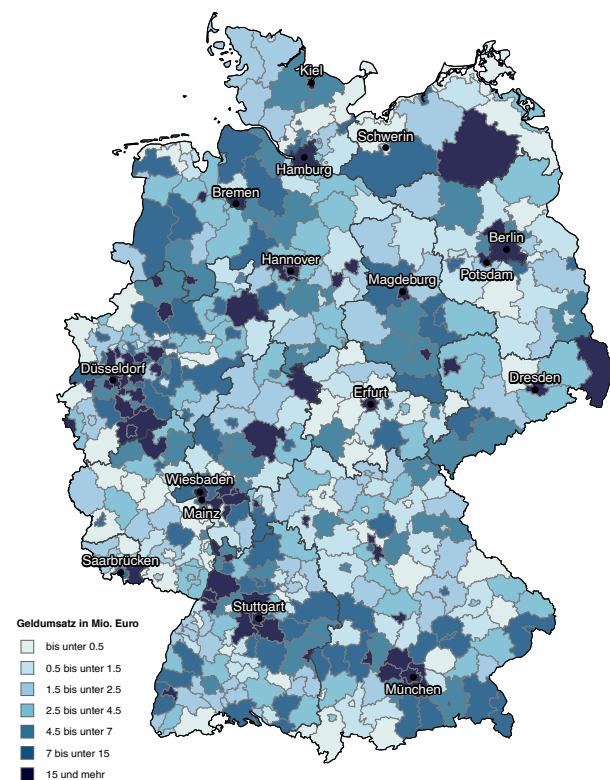 Kiel
Schwerin
Hamburg
Bremen
Berlin
Hannover
Potsdam
Magdeburg
Düsseldorf
Dresden
Erfurt
Wiesbaden
Mainz
Saarbrücken
Stuttgart
München
Geldumsatz in Mio. Euro
bis unter 0.5
0.5 bis unter 1.5
1.5 bis unter 2.5
2.5 bis unter 4.5
4.5 bis unter 7
7 bis unter 15
15 und mehr